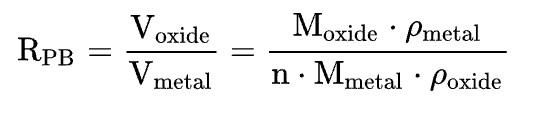 R_PB = V_oxide / V_metal = M_oxide · ρ_metal / n · M_metal · ρ_oxide